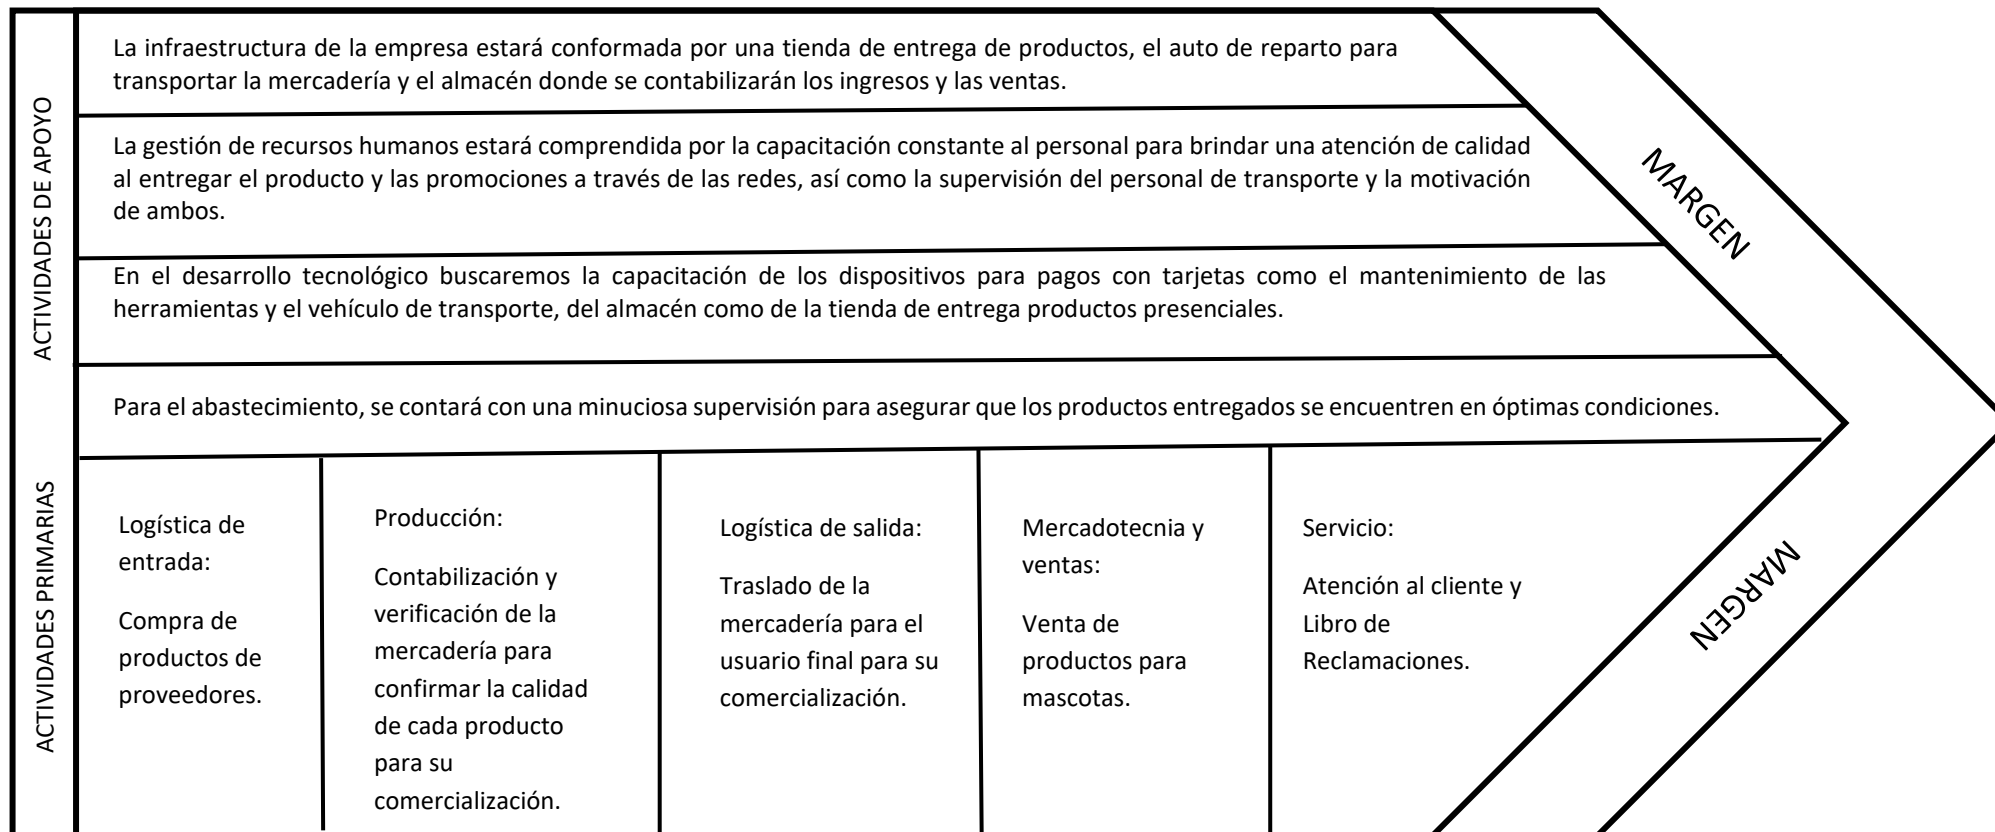 ACTIVIDADES DE APOYO
La infraestructura de la empresa estará conformada por una tienda de entrega de productos, el auto de reparto para
transportar la mercadería y el almacén donde se contabilizarán los ingresos y las ventas.
La gestión de recursos humanos estará comprendida por la capacitación constante al personal para brindar una atención de calidad
al entregar el producto y las promociones a través de las redes, así como la supervisión del personal de transporte y la motivación
de ambos.
En el desarrollo tecnológico buscaremos la capacitación de los dispositivos para pagos con tarjetas como el mantenimiento de las
herramientas y el vehículo de transporte, del almacén como de la tienda de entrega productos presenciales.
Para el abastecimiento, se contará con una minuciosa supervisión para asegurar que los productos entregados se encuentren en óptimas condiciones.
MARGEN
ACTIVIDADES PRIMARIAS
Logística de
entrada:
Compra de
productos de
proveedores.
Producción:
Contabilización y
verificación de la
mercadería para
confirmar la calidad
de cada producto
para su
comercialización.
Logística de salida:
Traslado de la
mercadería para el
usuario final para su
comercialización.
Mercadotecnia y
ventas:
Venta de
productos para
mascotas.
Servicio:
Atención al cliente y
Libro de
Reclamaciones.
MARGEN